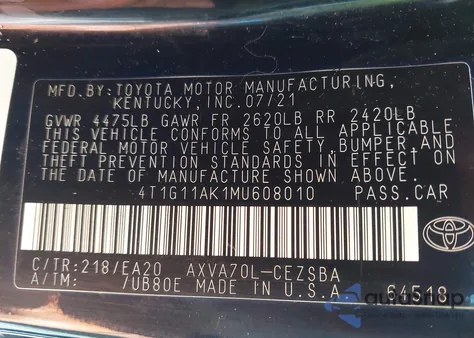 MFD. BY: TOYOTA MOTOR MANUFACTURING,
KENTUCKY, INC. 07/21
GVWR 4475LB GAWR FR 2620LB RR 2420LB
THIS VEHICLE CONFORMS TO ALL APPLICABLE
FEDERAL MOTOR VEHICLE SAFETY, BUMPER, AND
THEFT PREVENTION STANDARDS IN EFFECT ON
THE DATE OF MANUFACTURE SHOWN ABOVE.
4T1G11AK1MU608010 PASS. CAR
C/TR: 218/EA20 AXVA70L-CEZSBA
A/TM: 7UB80E MADE IN U.S.A 64518